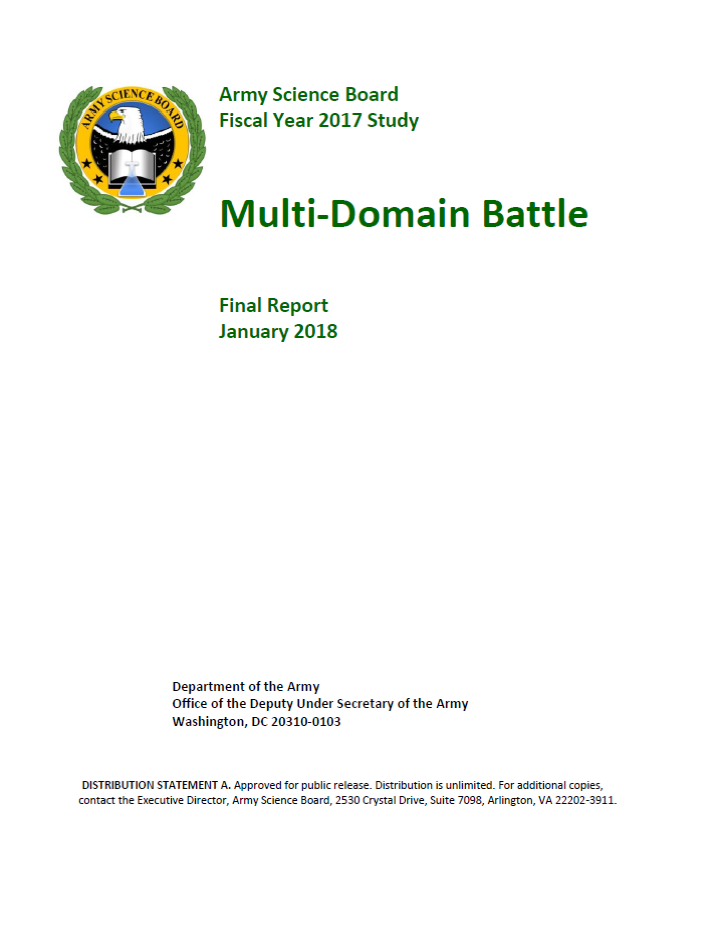 ARMY SCIENCE BOARD
Army Science Board
Fiscal Year 2017 Study
Multi-Domain Battle
Final Report
January 2018
Department of the Army
Office of the Deputy Under Secretary of the Army
Washington, DC 20310-0103
DISTRIBUTION STATEMENT A. Approved for public release. Distribution is unlimited. For additional copies,
contact the Executive Director, Army Science Board, 2530 Crystal Drive, Suite 7098, Arlington, VA 22202-3911.